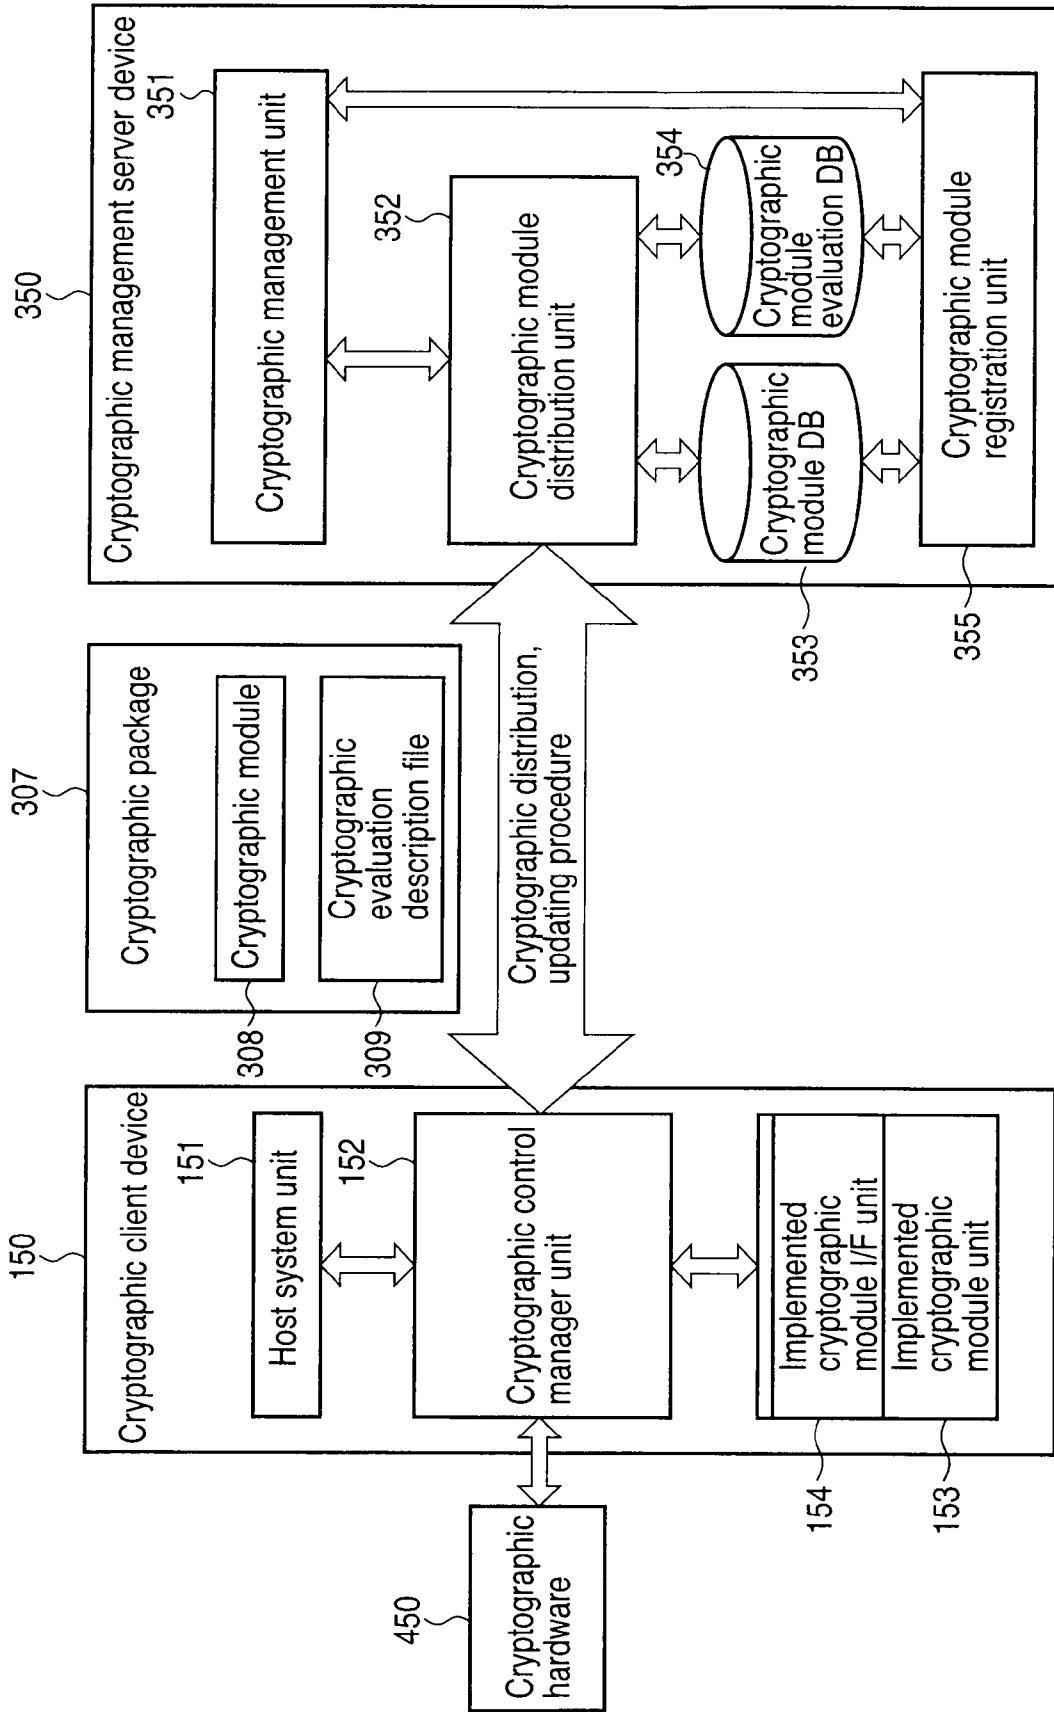 150
Cryptographic client device
151
Host system unit
152
Cryptographic control
manager unit
Implemented
cryptographic
module I/F unit
Implemented
cryptographic
module unit
154
153
450
Cryptographic
hardware
307
Cryptographic package
Cryptographic module
308
Cryptographic
evaluation
description file
309
Cryptographic distribution,
updating procedure
350
Cryptographic management server device
351
Cryptographic management unit
352
Cryptographic module
distribution unit
Cryptographic
module DB
353
354
Cryptographic
module
evaluation DB
Cryptographic module
registration unit
355